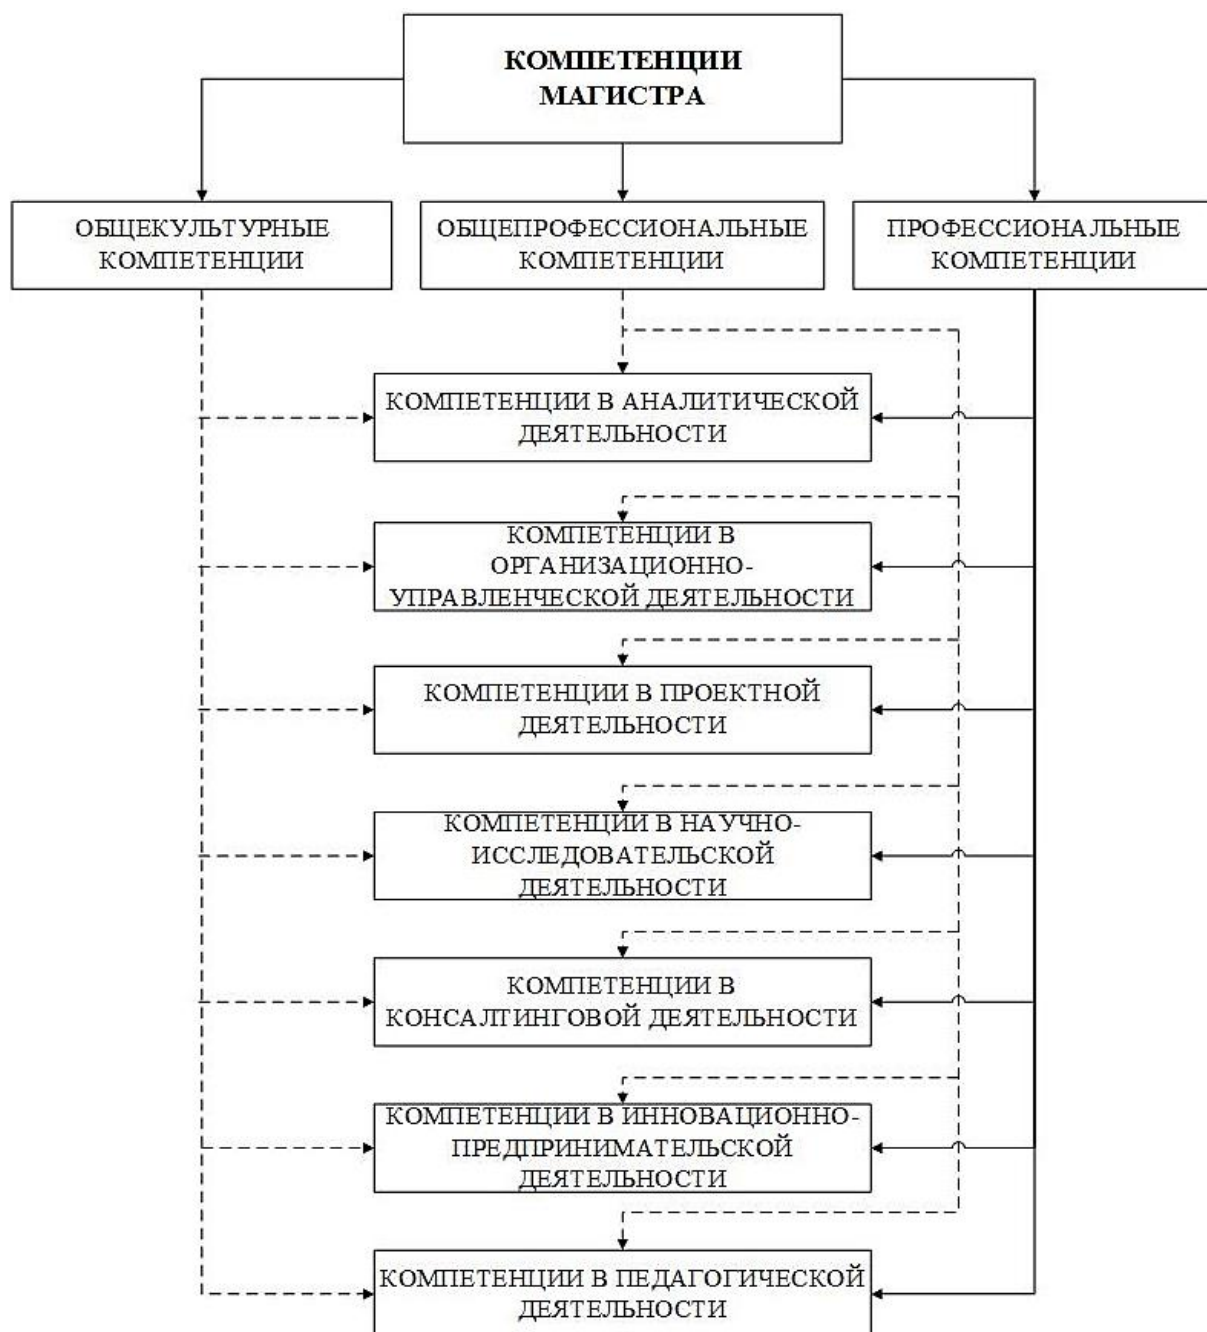 КОМПЕТЕНЦИИ
МАГИСТРА
ОБЩЕКУЛЬТУРНЫЕ
КОМПЕТЕНЦИИ
ОБЩЕПРОФЕССИОНАЛЬНЫЕ
КОМПЕТЕНЦИИ
ПРОФЕССИОНАЛЬНЫЕ
КОМПЕТЕНЦИИ
КОМПЕТЕНЦИИ В АНАЛИТИЧЕСКОЙ
ДЕЯТЕЛЬНОСТИ
КОМПЕТЕНЦИИ В
ОРГАНИЗАЦИОННО-
УПРАВЛЕНЧЕСКОЙ ДЕЯТЕЛЬНОСТИ
КОМПЕТЕНЦИИ В ПРОЕКТНОЙ
ДЕЯТЕЛЬНОСТИ
КОМПЕТЕНЦИИ В НАУЧНО-
ИССЛЕДОВАТЕЛЬСКОЙ
ДЕЯТЕЛЬНОСТИ
КОМПЕТЕНЦИИ В
КОНСАЛТИНГОВОЙ ДЕЯТЕЛЬНОСТИ
КОМПЕТЕНЦИИ В ИННОВАЦИОННО-
ПРЕДПРИНИМАТЕЛЬСКОЙ
ДЕЯТЕЛЬНОСТИ
КОМПЕТЕНЦИИ В ПЕДАГОГИЧЕСКОЙ
ДЕЯТЕЛЬНОСТИ